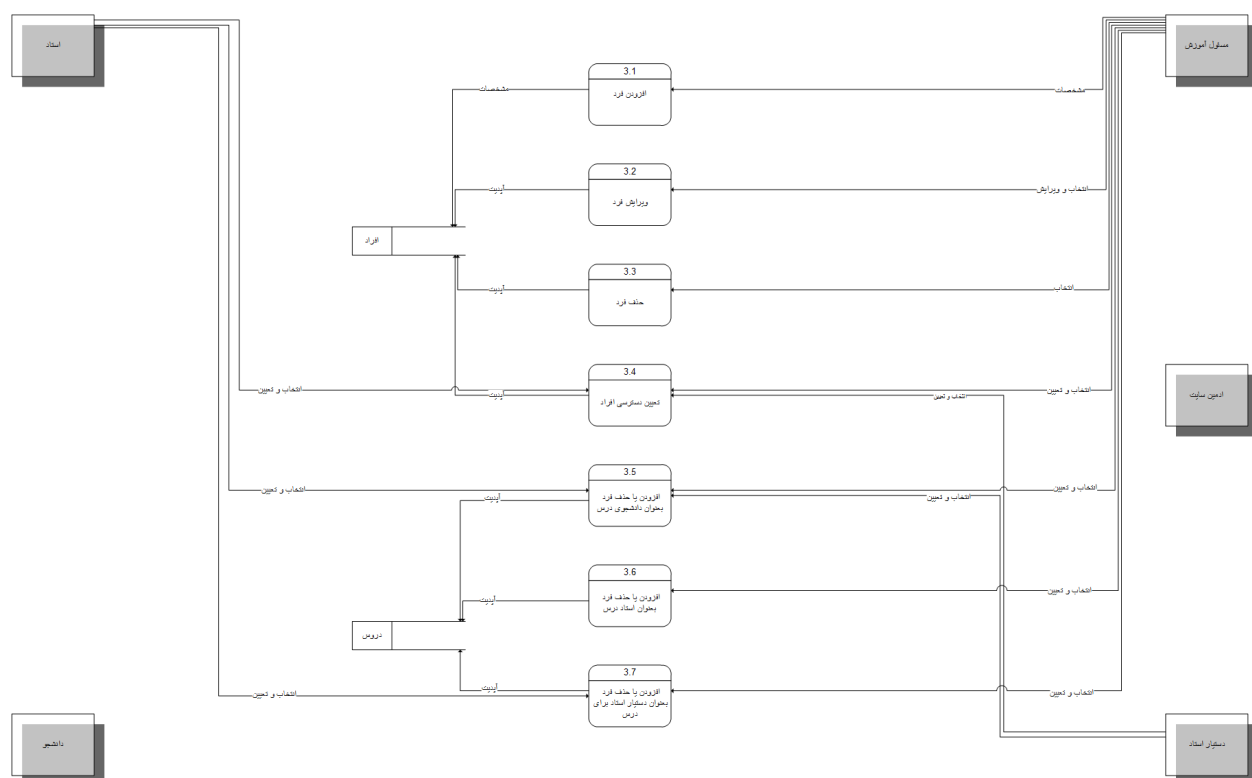 استاد
مسئول آموزش
3.1
افزودن فرد
مشخصات
مشخصات
3.2
ویرایش فرد
آپدیت
انتخاب و ویرایش
افراد
3.3
حذف فرد
آپدیت
انتخاب
3.4
تعیین دسترسی افراد
انتخاب و تعیین
آپدیت
انتخاب و تعیین
انتخاب و تعیین
ادمین سایت
3.5
افزودن یا حذف فرد
بعنوان دانشجوی درس
انتخاب و تعیین
آپدیت
انتخاب و تعیین
انتخاب و تعیین
3.6
افزودن یا حذف فرد
بعنوان استاد درس
آپدیت
انتخاب و تعیین
دروس
3.7
افزودن یا حذف فرد
بعنوان دستیار استاد برای
درس
آپدیت
انتخاب و تعیین
انتخاب و تعیین
دانشجو
دستیار استاد